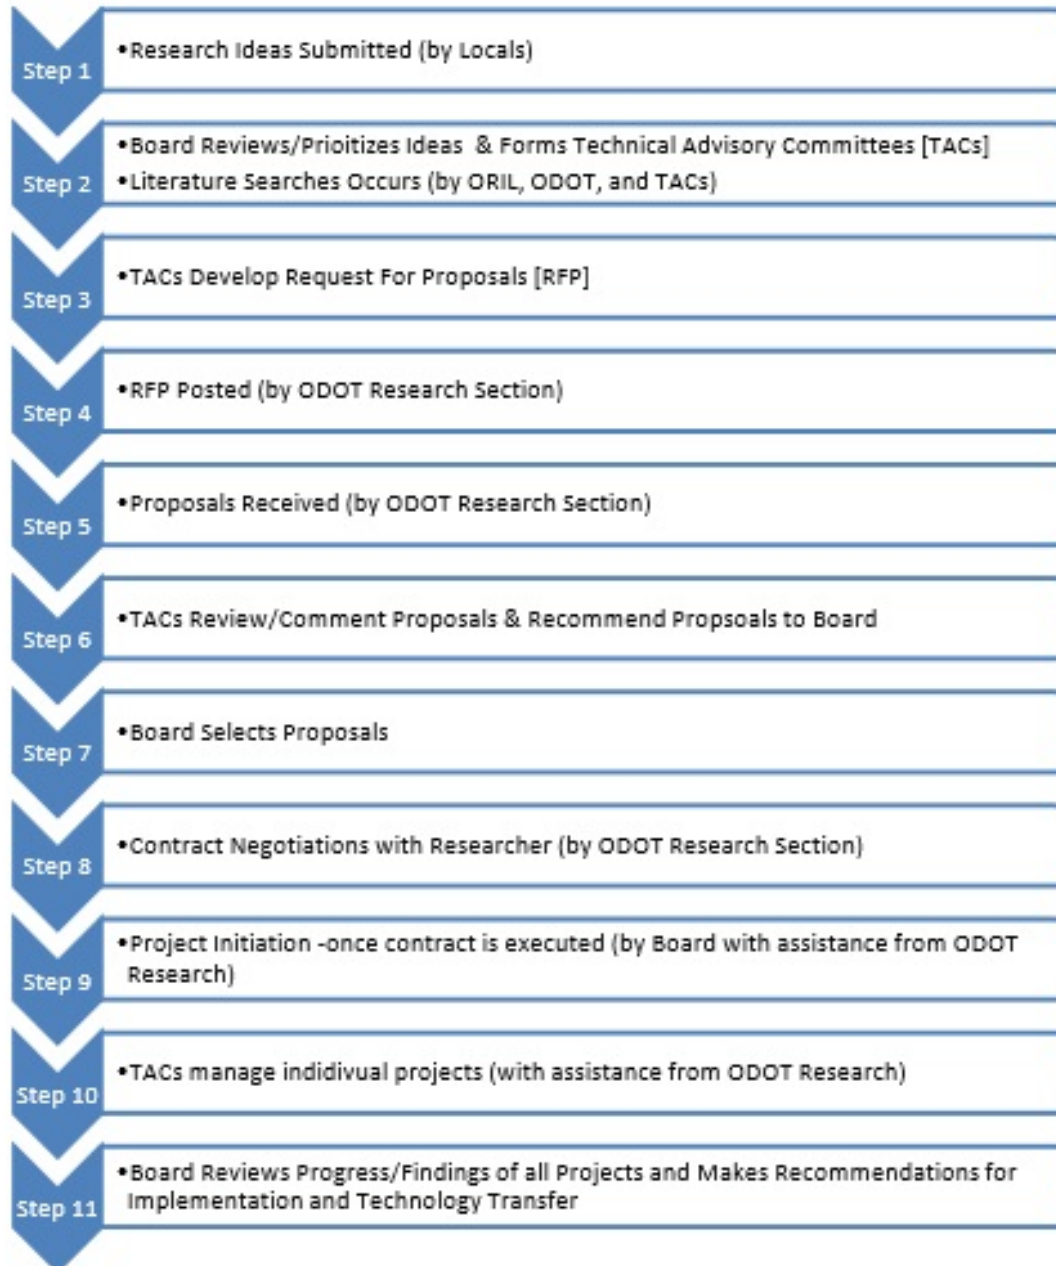 Step 1
•Research Ideas Submitted (by Locals)
Step 2
•Board Reviews/Prioitizes Ideas & Forms Technical Advisory Committees [TACs]
•Literature Searches Occurs (by ORIL, ODOT, and TACs)
Step 3
•TACs Develop Request For Proposals [RFP]
Step 4
•RFP Posted (by ODOT Research Section)
Step 5
•Proposals Received (by ODOT Research Section)
Step 6
•TACs Review/Comment Proposals & Recommend Propsoals to Board
Step 7
•Board Selects Proposals
Step 8
•Contract Negotiations with Researcher (by ODOT Research Section)
Step 9
•Project Initiation -once contract is executed (by Board with assistance from ODOT
Research)
Step 10
•TACs manage indidivual projects (with assistance from ODOT Research)
Step 11
•Board Reviews Progress/Findings of all Projects and Makes Recommendations for
Implementation and Technology Transfer